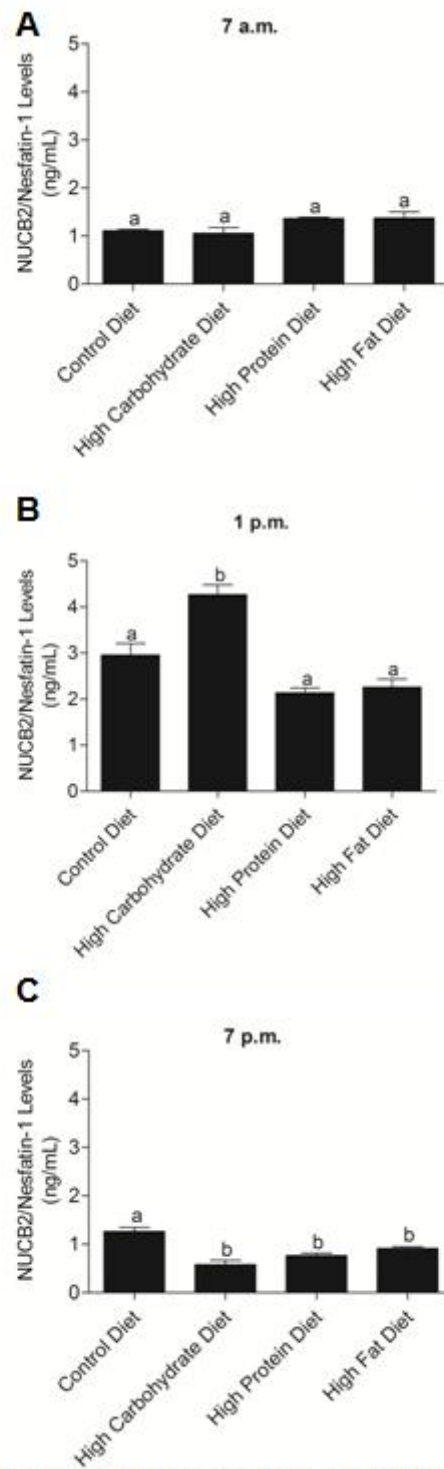 A
7 a.m.
NUCB2/Nesfatin-1 Levels
(ng/mL)
5
4
3
2
1
0
a
a
a
a
Control Diet
High Carbohydrate Diet
High Protein Diet
High Fat Diet
B
1 p.m.
NUCB2/Nesfatin-1 Levels
(ng/mL)
5
4
3
2
1
0
a
b
a
a
Control Diet
High Carbohydrate Diet
High Protein Diet
High Fat Diet
C
7 p.m.
NUCB2/Nesfatin-1 Levels
(ng/mL)
5
4
3
2
1
0
a
b
b
b
Control Diet
High Carbohydrate Diet
High Protein Diet
High Fat Diet